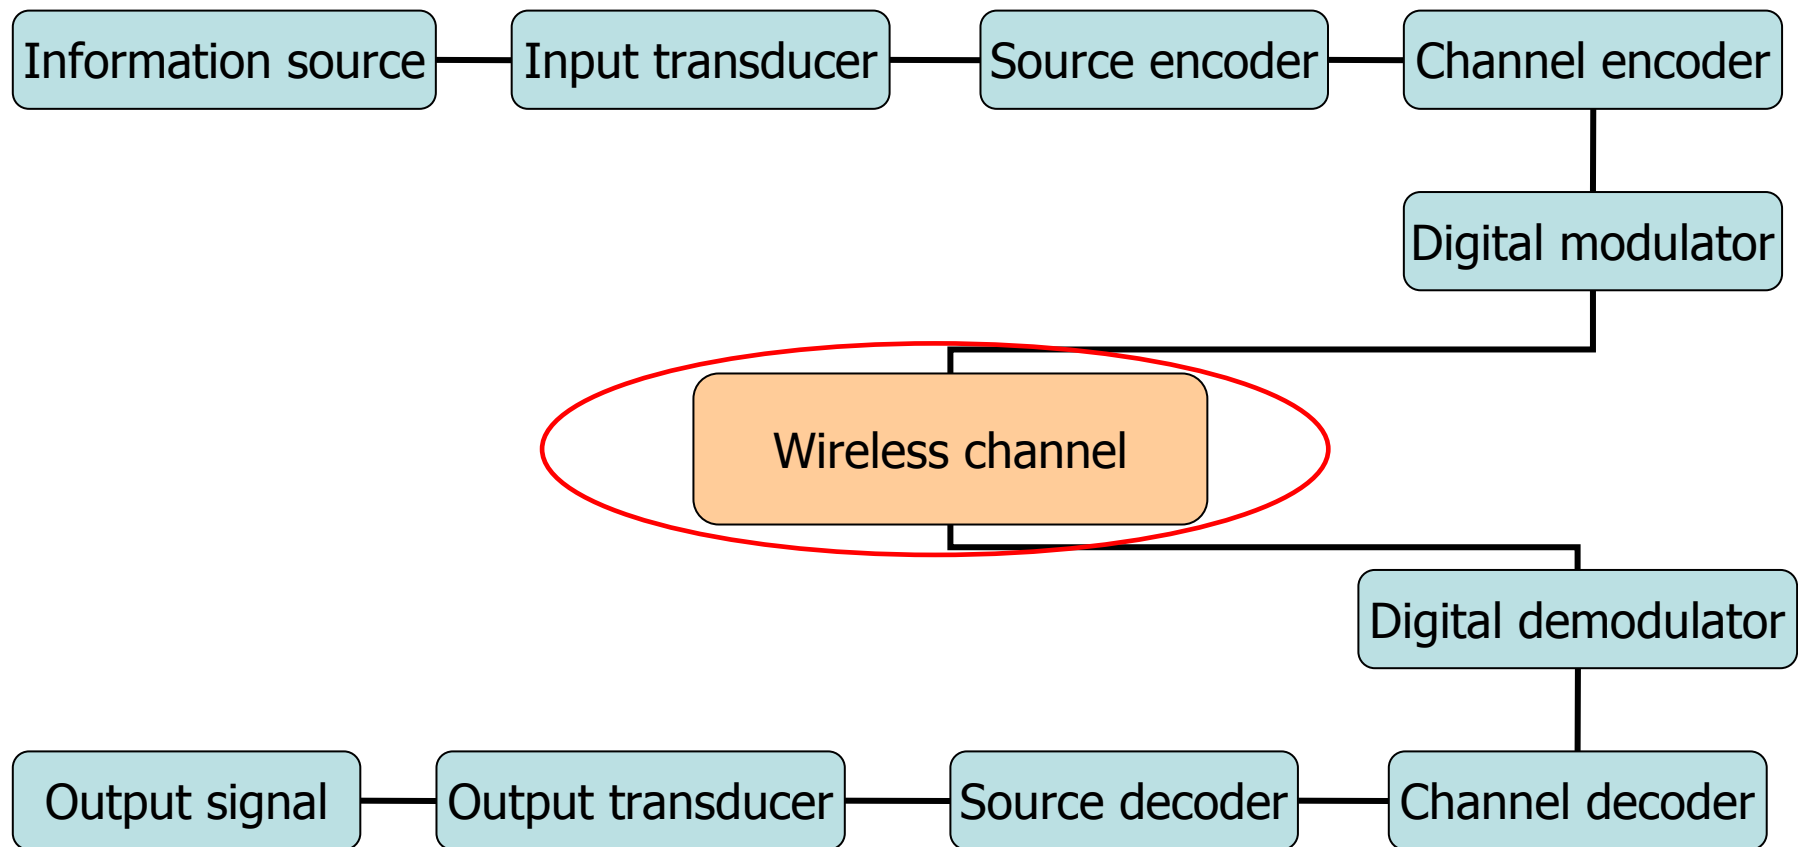 Information source
Input transducer
Source encoder
Channel encoder
Digital modulator
Wireless channel
Digital demodulator
Output signal
Output transducer
Source decoder
Channel decoder